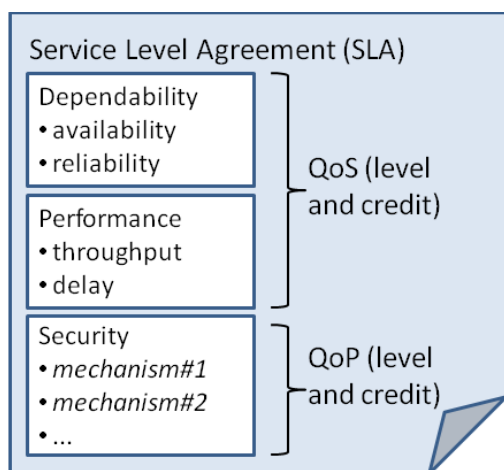 Service Level Agreement (SLA)
Dependability
• availability
• reliability
QoS (level
and credit)
Performance
• throughput
• delay
Security
• mechanism#1
• mechanism#2
• ...
QoP (level
and credit)